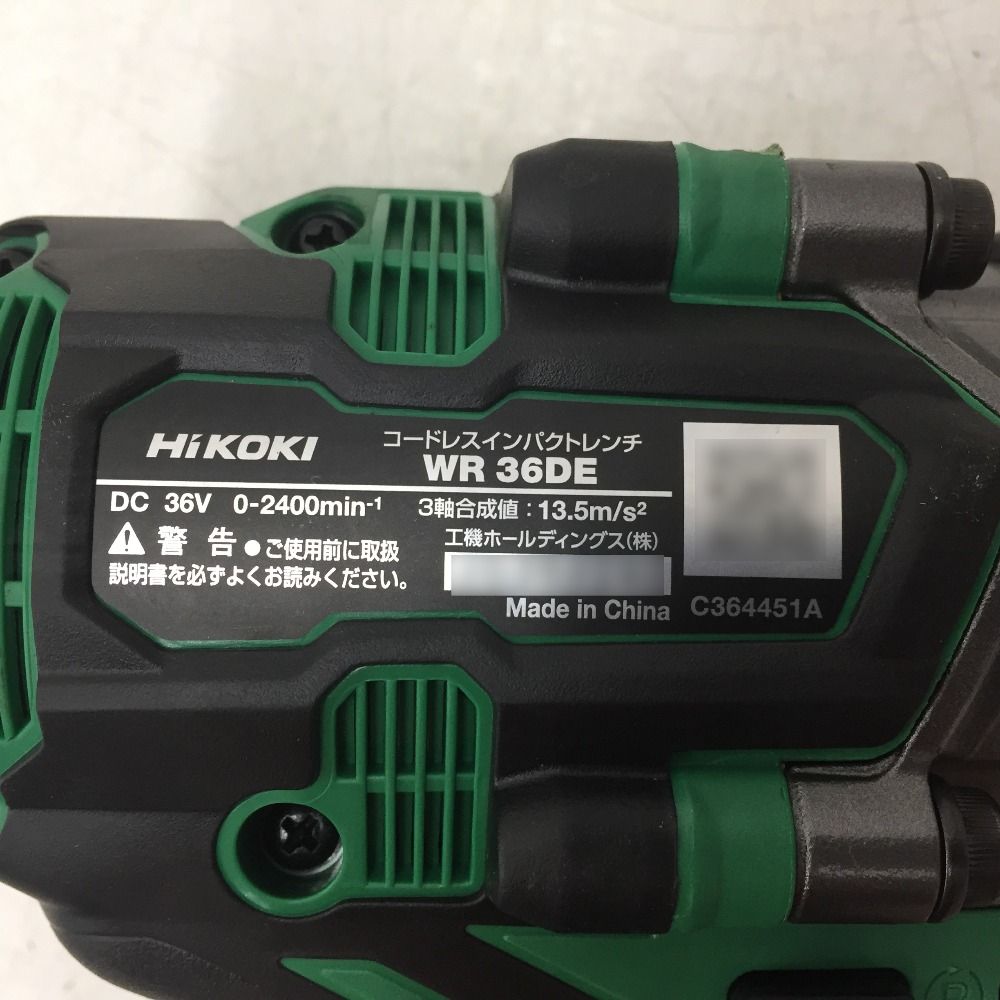 HiKOKI
コードレスインパクトレンチ
WR 36DE
DC 36V 0-2400min-1
3軸合成値：13.5m/s²
警告 ●ご使用前に取扱
説明書を必ずよくお読みください。
工機ホールディングス(株)
Made in China
C364451A